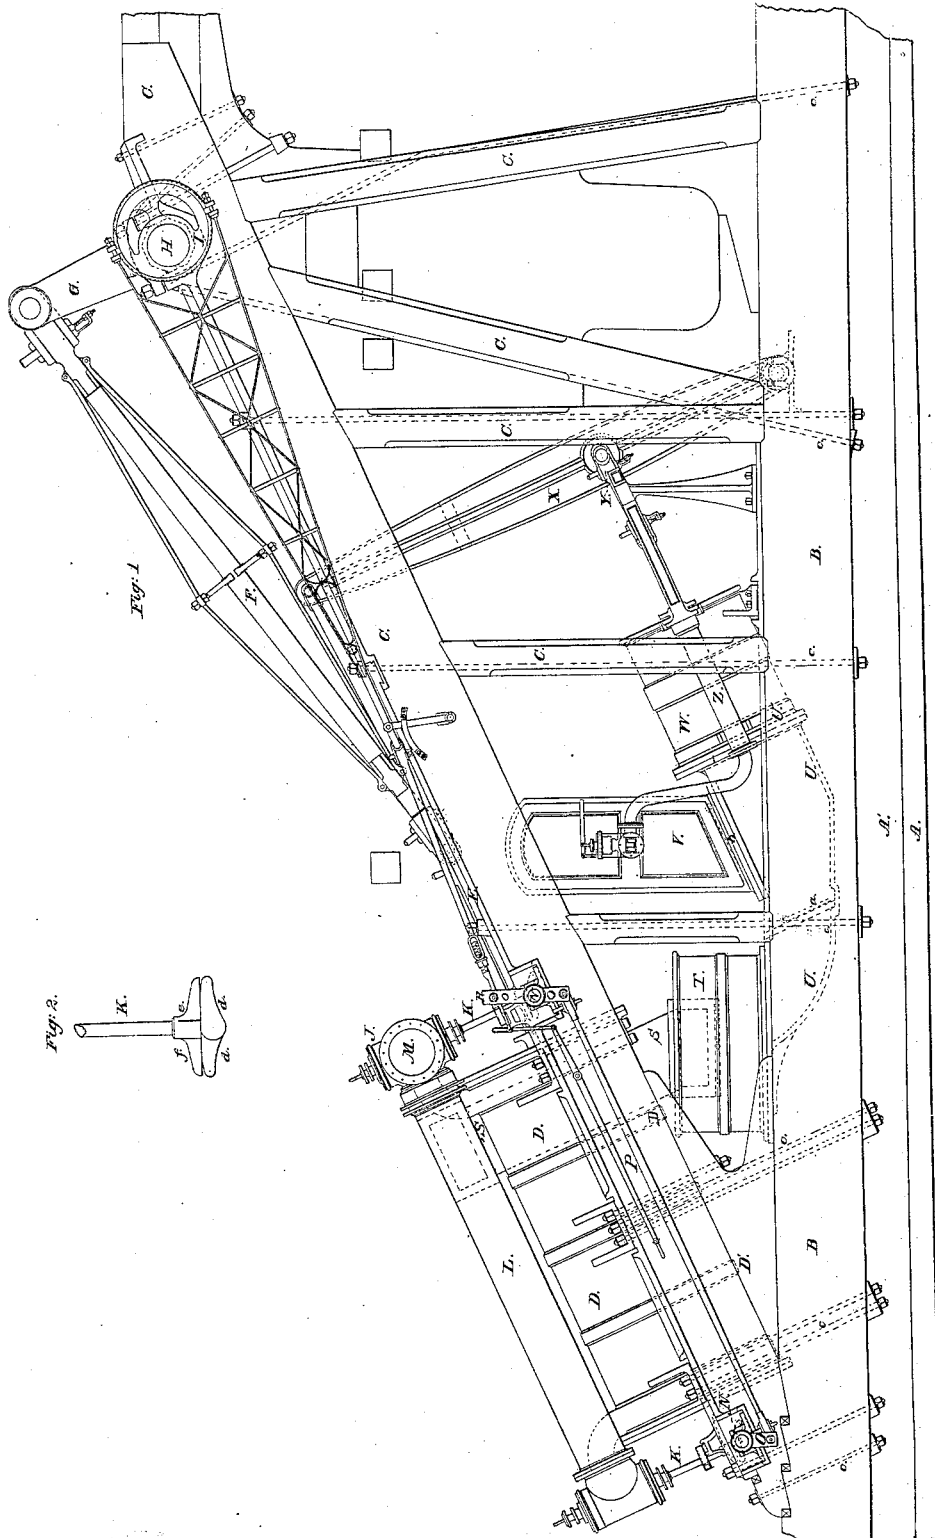 Fig: 1
Fig: 2.
C.
G.
H
I
C.
C.
C.
c.
F.
X
Y.
B.
C.
C.
c.
W.
Z.
V.
U.
A'
A.
E.
K
f
e.
d.
d.
K.
J.
M.
a.
T.
U.
S
D.
D.
L.
P
D'
B
c.
N
K.
c.